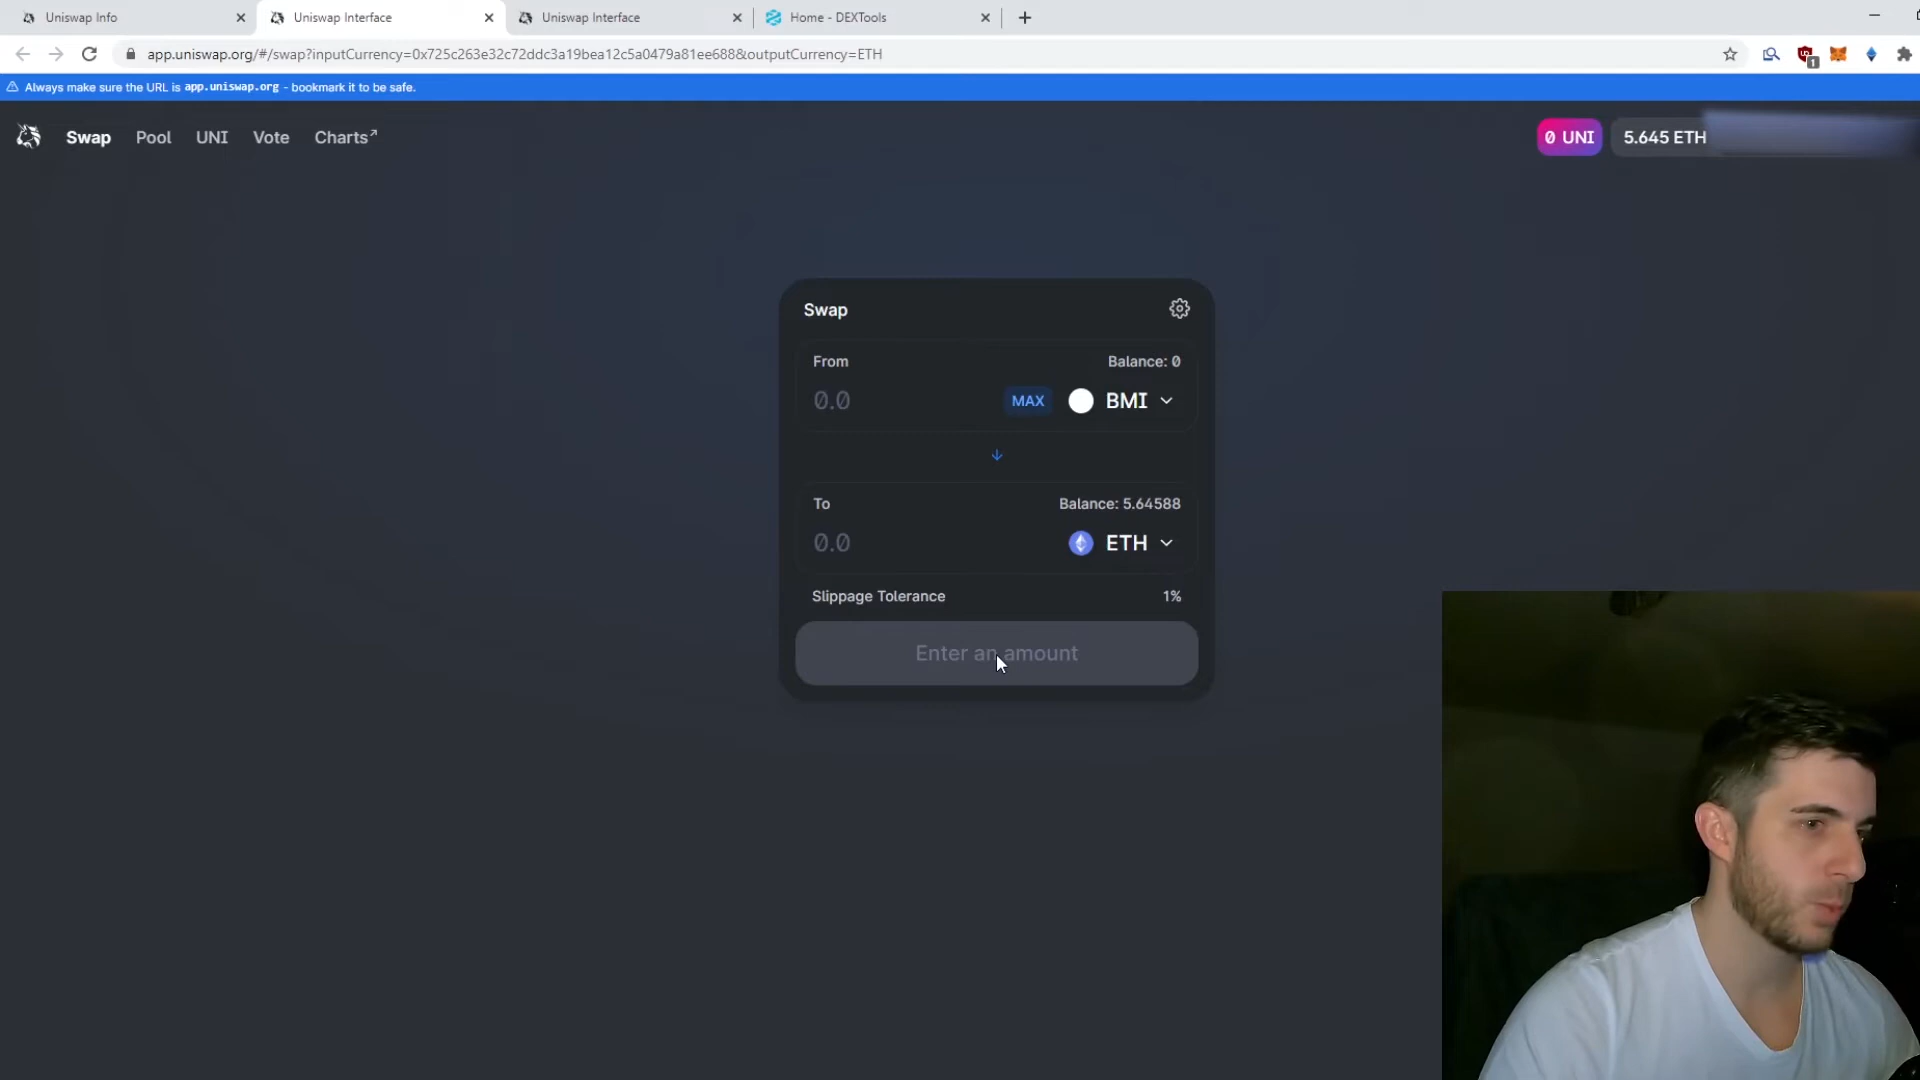 Uniswap Info
Uniswap Interface
Uniswap Interface
Home - DEXTools
app.uniswap.org/#/swap?inputCurrency=0x725c263e32c72ddc3a19bea12c5a0479a81ee688&outputCurrency=ETH
1
Always make sure the URL is app.uniswap.org - bookmark it to be safe.
Swap Pool UNI Vote Charts↗
0 UNI 5.645 ETH
Swap
From Balance: 0
0.0 MAX BMI
To Balance: 5.64588
0.0 ETH
Slippage Tolerance 1%
Enter an amount